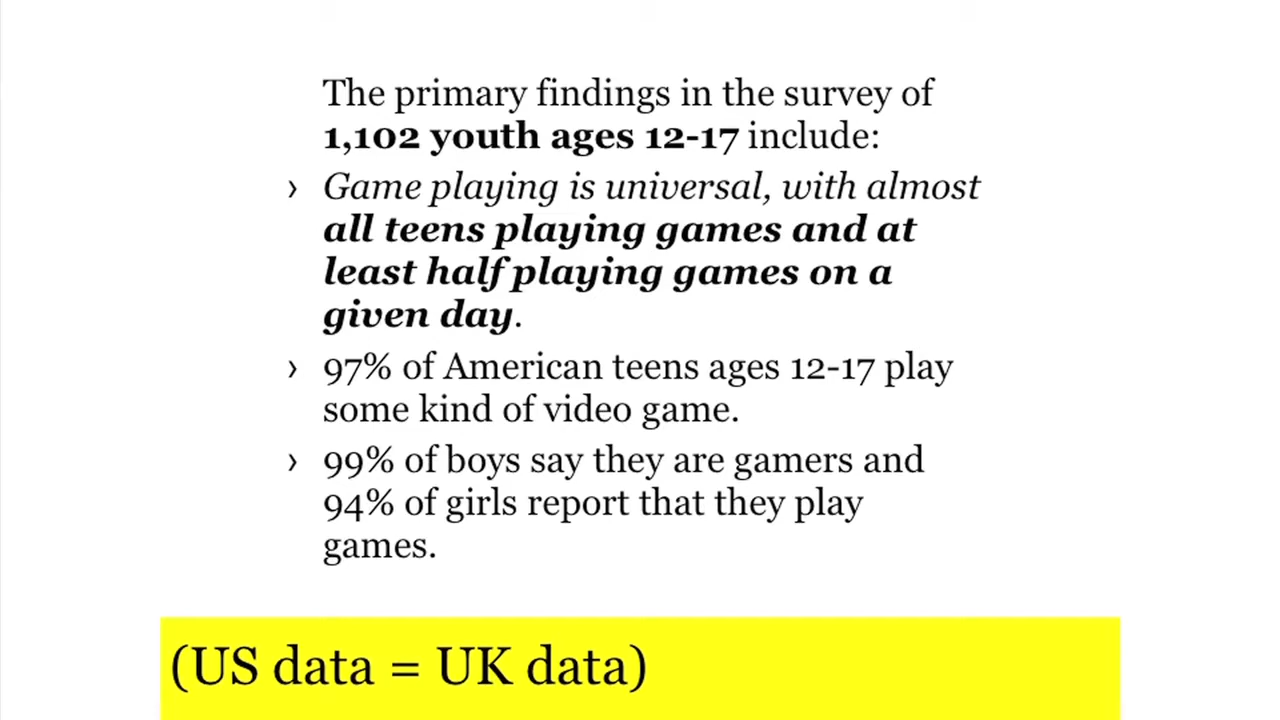 The primary findings in the survey of
1,102 youth ages 12-17 include:
› Game playing is universal, with almost
all teens playing games and at
least half playing games on a
given day.
› 97% of American teens ages 12-17 play
some kind of video game.
› 99% of boys say they are gamers and
94% of girls report that they play
games.
(US data = UK data)